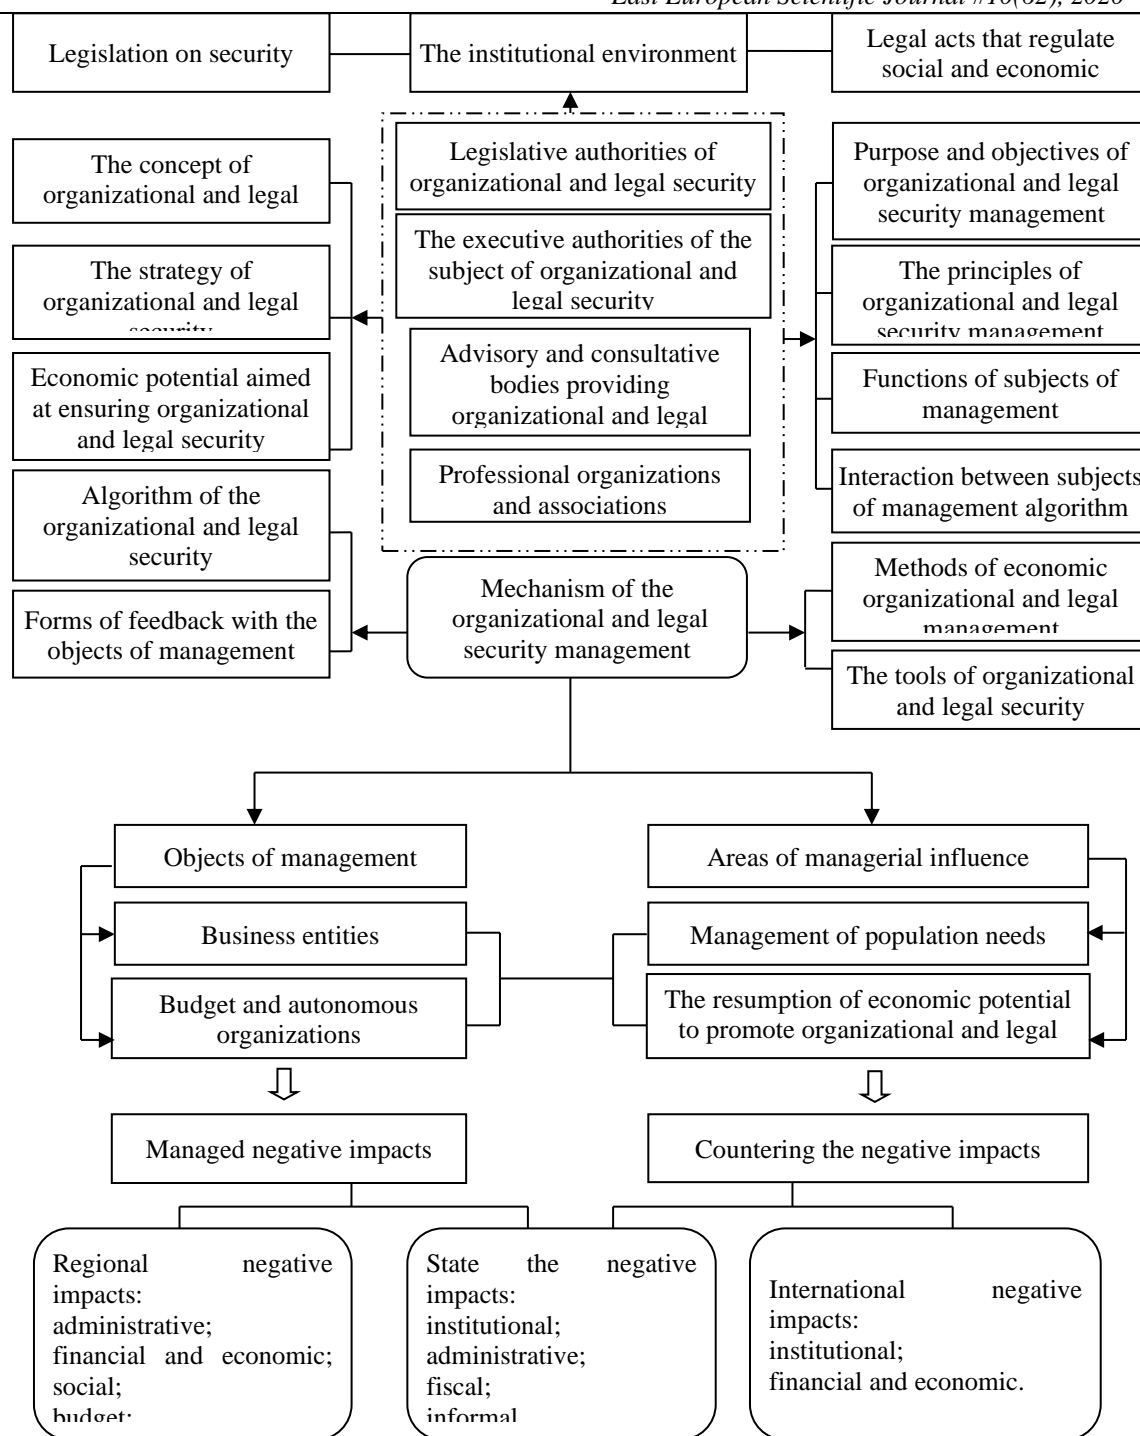 East European Scientific Journal #10(62), 2020
Legislation on security
The institutional environment
Legal acts that regulate
social and economic
The concept of
organizational and legal
The strategy of
organizational and legal
security
Economic potential aimed
at ensuring organizational
and legal security
Algorithm of the
organizational and legal
security
Forms of feedback with the
objects of management
Legislative authorities of
organizational and legal security
The executive authorities of the
subject of organizational and
legal security
Advisory and consultative
bodies providing
organizational and legal
Professional organizations
and associations
Mechanism of the
organizational and legal
security management
Purpose and objectives of
organizational and legal
security management
The principles of
organizational and legal
security management
Functions of subjects of
management
Interaction between subjects
of management algorithm
Methods of economic
organizational and legal
management
The tools of organizational
and legal security
Objects of management
Business entities
Budget and autonomous
organizations
Areas of managerial influence
Management of population needs
The resumption of economic potential
to promote organizational and legal
Managed negative impacts
Countering the negative impacts
Regional negative
impacts:
administrative;
financial and economic;
social;
budget;
State the negative
impacts:
institutional;
administrative;
fiscal;
informal
International negative
impacts:
institutional;
financial and economic.